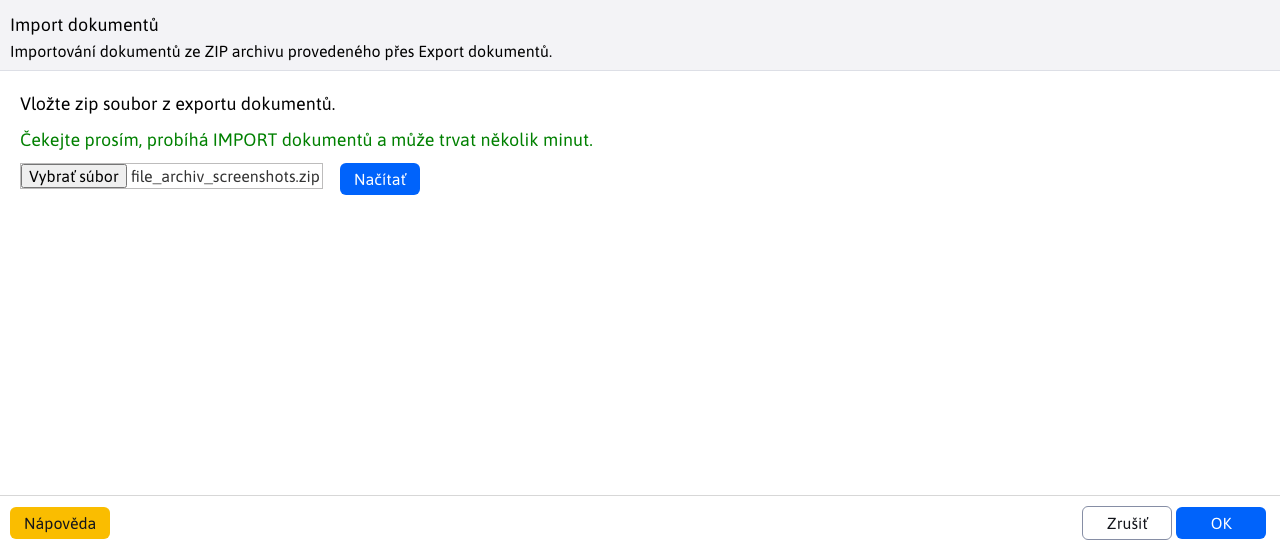 Import dokumentů
Importování dokumentů ze ZIP archivu provedeného přes Export dokumentů.
Vložte zip soubor z exportu dokumentů.
Čekejte prosím, probíhá IMPORT dokumentů a může trvat několik minut.
Vybrať súbor file_archiv_screenshots.zip Načítať
Nápověda Zrušiť OK